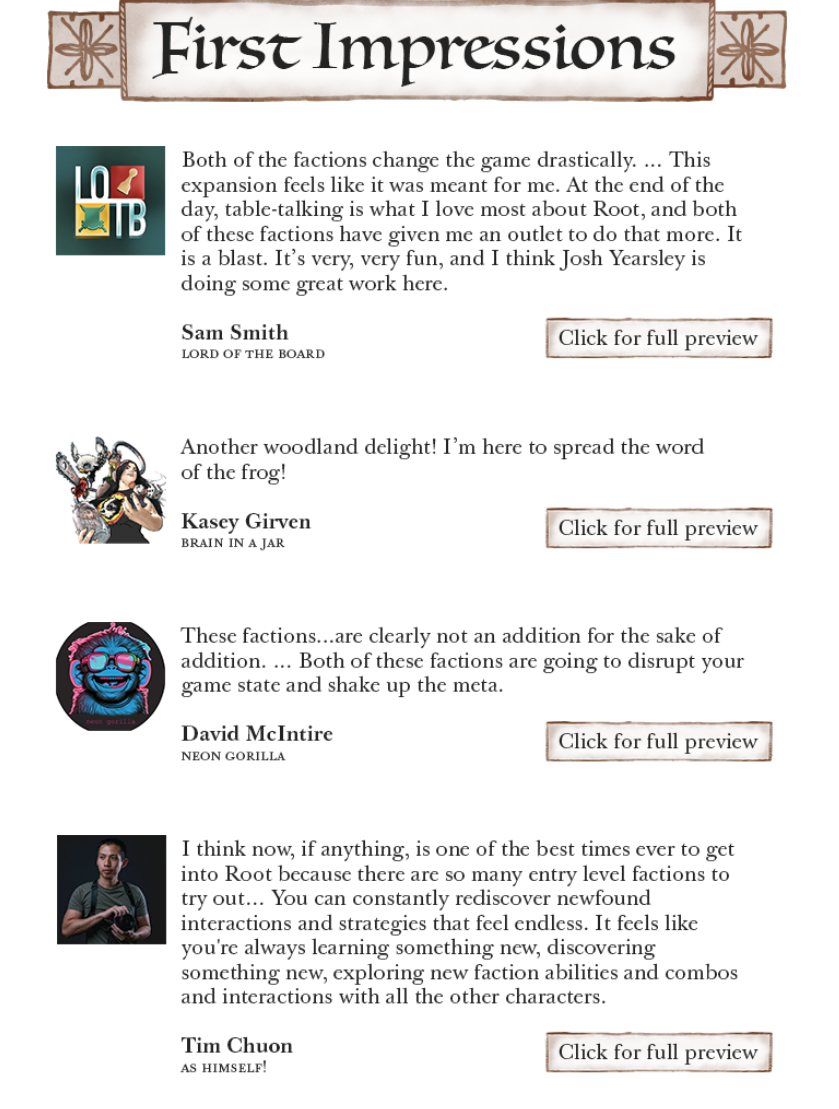 First Impressions
LO
TB
Both of the factions change the game drastically. ... This
expansion feels like it was meant for me. At the end of the
day, table-talking is what I love most about Root, and both
of these factions have given me an outlet to do that more. It
is a blast. It’s very, very fun, and I think Josh Yearsley is
doing some great work here.
Sam Smith
LORD OF THE BOARD
Click for full preview
Another woodland delight! I’m here to spread the word
of the frog!
Kasey Girven
BRAIN IN A JAR
Click for full preview
neon gorilla
These factions...are clearly not an addition for the sake of
addition. ... Both of these factions are going to disrupt your
game state and shake up the meta.
David McIntire
NEON GORILLA
Click for full preview
I think now, if anything, is one of the best times ever to get
into Root because there are so many entry level factions to
try out... You can constantly rediscover newfound
interactions and strategies that feel endless. It feels like
you're always learning something new, discovering
something new, exploring new faction abilities and combos
and interactions with all the other characters.
Tim Chuon
AS HIMSELF!
Click for full preview